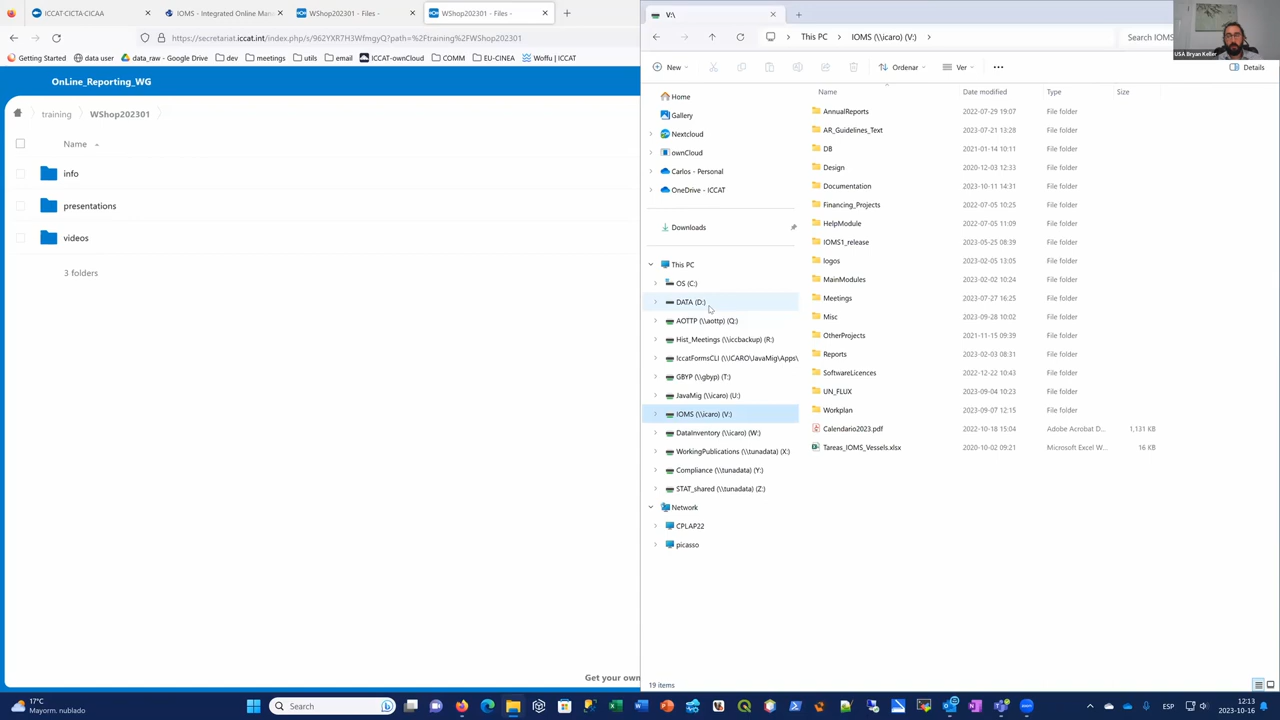 ICCAT-CICTA-CICAA
IOMS - Integrated Online Man
WShop202301 - Files -
WShop202301 - Files -
https://secretariat.iccat.int/index.php/s/962YXR7H3WfmgyQ?path=%2Ftraining%2FWShop202301
Getting Started
data user
data_raw - Google Drive
dev
meetings
utils
email
ICCAT-ownCloud
COMM
EU-CINEA
Woffu | ICCAT
OnLine_Reporting_WG
training
WShop202301
Name
info
presentations
videos
3 folders
Get your own
V:\
This PC
IOMS (\\icaro) (V:)
Search IOMS
USA Bryan Keller
New
Ordenar
Ver
Details
Home
Gallery
Nextcloud
ownCloud
Carlos - Personal
OneDrive - ICCAT
Downloads
This PC
OS (C:)
DATA (D:)
AOTTP (\\aottp) (Q:)
Hist_Meetings (\\iccbackup) (R:)
IccatFormsCLI (\\ICARO\JavaMig\Apps\
GBYP (\\gbyp) (T:)
JavaMig (\\icaro) (U:)
IOMS (\\icaro) (V:)
DataInventory (\\icaro) (W:)
WorkingPublications (\\tunadata) (X:)
Compliance (\\tunadata) (Y:)
STAT_shared (\\tunadata) (Z:)
Network
CPLAP22
picasso
Name Date modified Type Size
AnnualReports 2022-07-29 19:07 File folder
AR_Guidelines_Text 2023-07-21 13:28 File folder
DB 2021-01-14 10:11 File folder
Design 2020-12-03 12:33 File folder
Documentation 2023-10-11 14:31 File folder
Financing_Projects 2022-07-05 10:25 File folder
HelpModule 2022-07-05 11:09 File folder
IOMS1_release 2023-05-25 08:39 File folder
logos 2023-02-05 13:05 File folder
MainModules 2023-02-02 10:24 File folder
Meetings 2023-07-27 16:25 File folder
Misc 2023-09-28 10:02 File folder
OtherProjects 2021-11-15 09:39 File folder
Reports 2023-02-03 08:31 File folder
SoftwareLicences 2022-12-22 10:43 File folder
UN_FLUX 2023-09-04 10:23 File folder
Workplan 2023-09-07 12:15 File folder
Calendario2023.pdf 2022-10-18 15:04 Adobe Acrobat D... 1,131 KB
Tareas_IOMS_Vessels.xlsx 2020-10-02 09:21 Microsoft Excel W... 16 KB
19 items
17°C
Mayorm. nublado
Search
ESP
12:13
2023-10-16